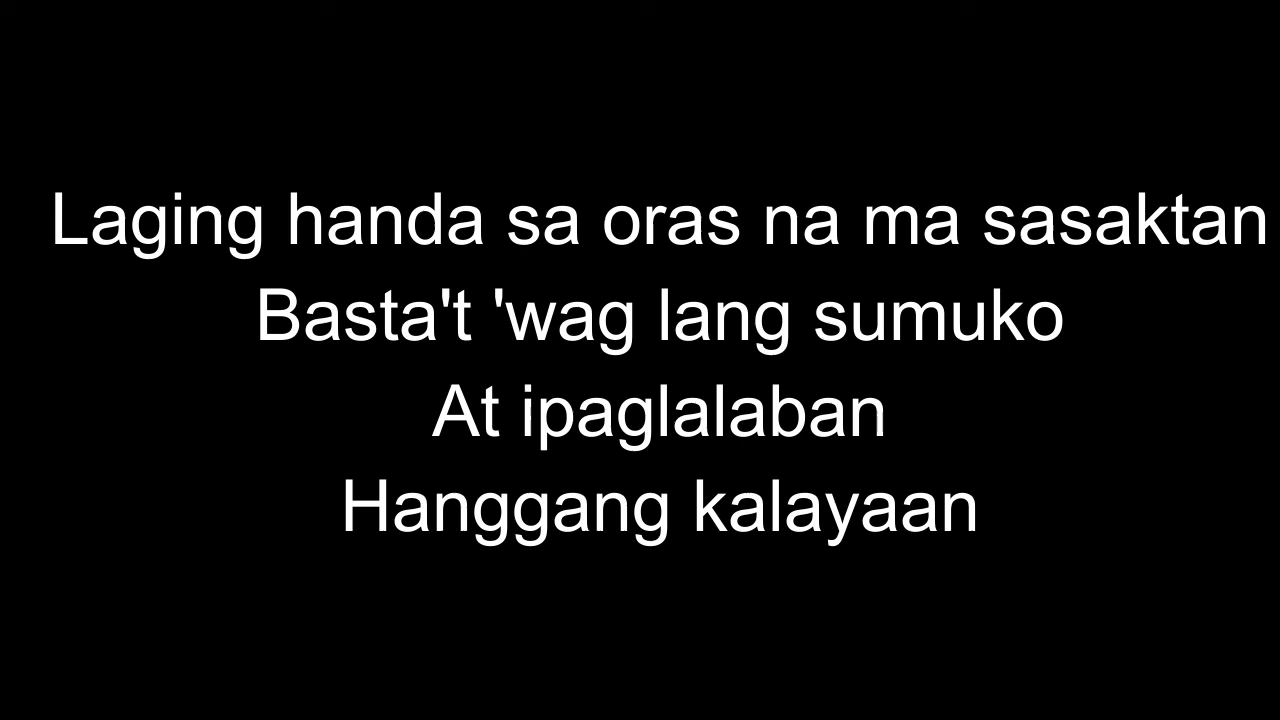 Laging handa sa oras na ma sasaktan
Basta't 'wag lang sumuko
At ipaglalaban
Hanggang kalayaan